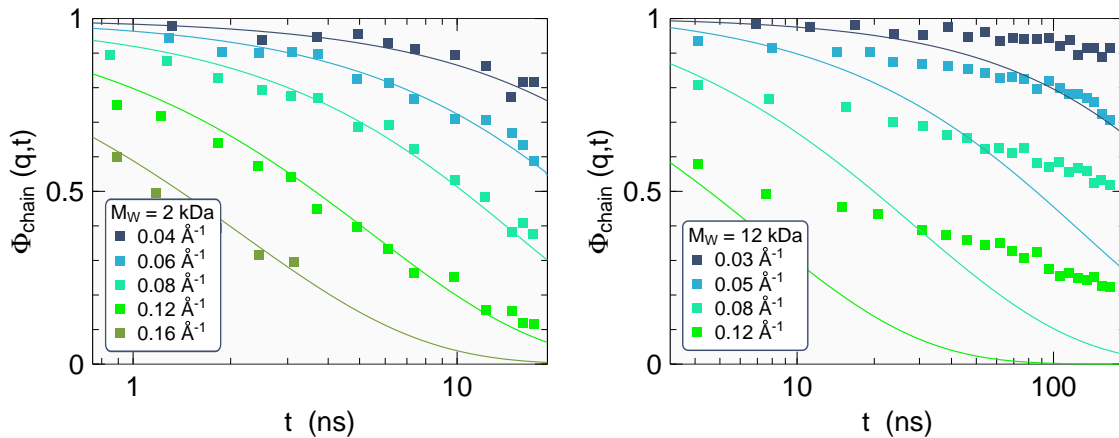 1
0.5
0
Φchain (q,t)
MW = 2 kDa
0.04 Å-1
0.06 Å-1
0.08 Å-1
0.12 Å-1
0.16 Å-1
1
10
t (ns)
1
0.5
0
Φchain (q,t)
MW = 12 kDa
0.03 Å-1
0.05 Å-1
0.08 Å-1
0.12 Å-1
10
100
t (ns)